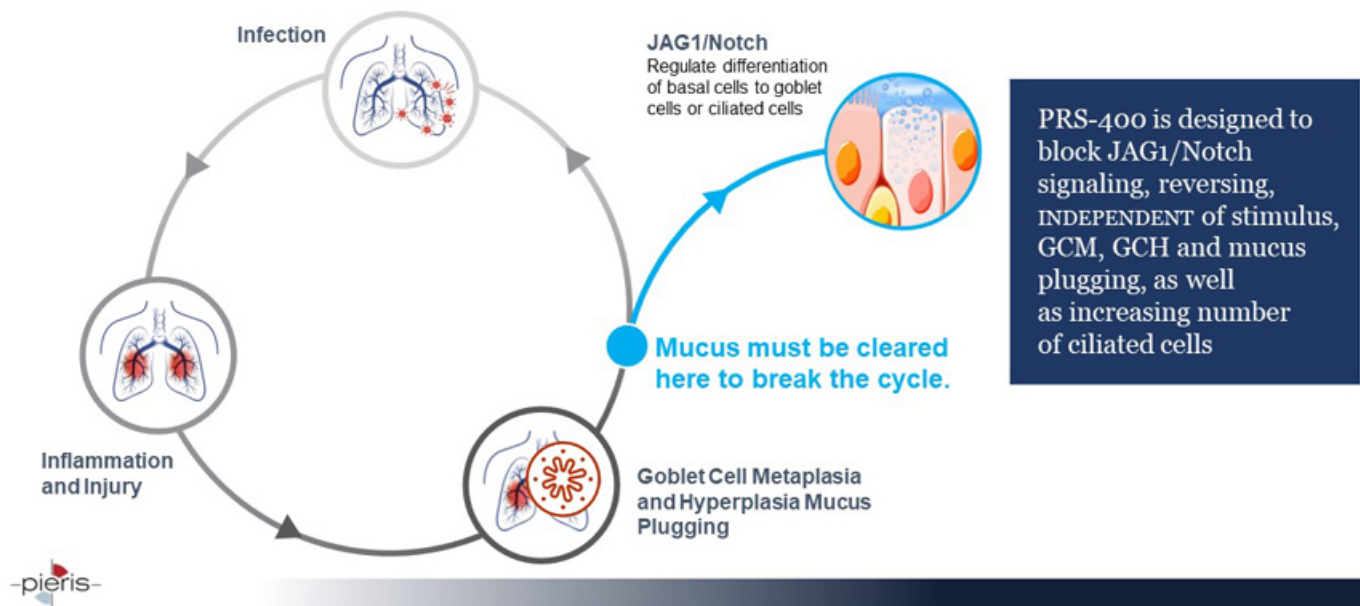 Infection
JAG1/Notch
Regulate differentiation
of basal cells to goblet
cells or ciliated cells
PRS-400 is designed to
block JAG1/Notch
signaling, reversing,
INDEPENDENT of stimulus,
GCM, GCH and mucus
plugging, as well
as increasing number
of ciliated cells
Mucus must be cleared
here to break the cycle.
Inflammation
and Injury
Goblet Cell Metaplasia
and Hyperplasia Mucus
Plugging
-pieris-